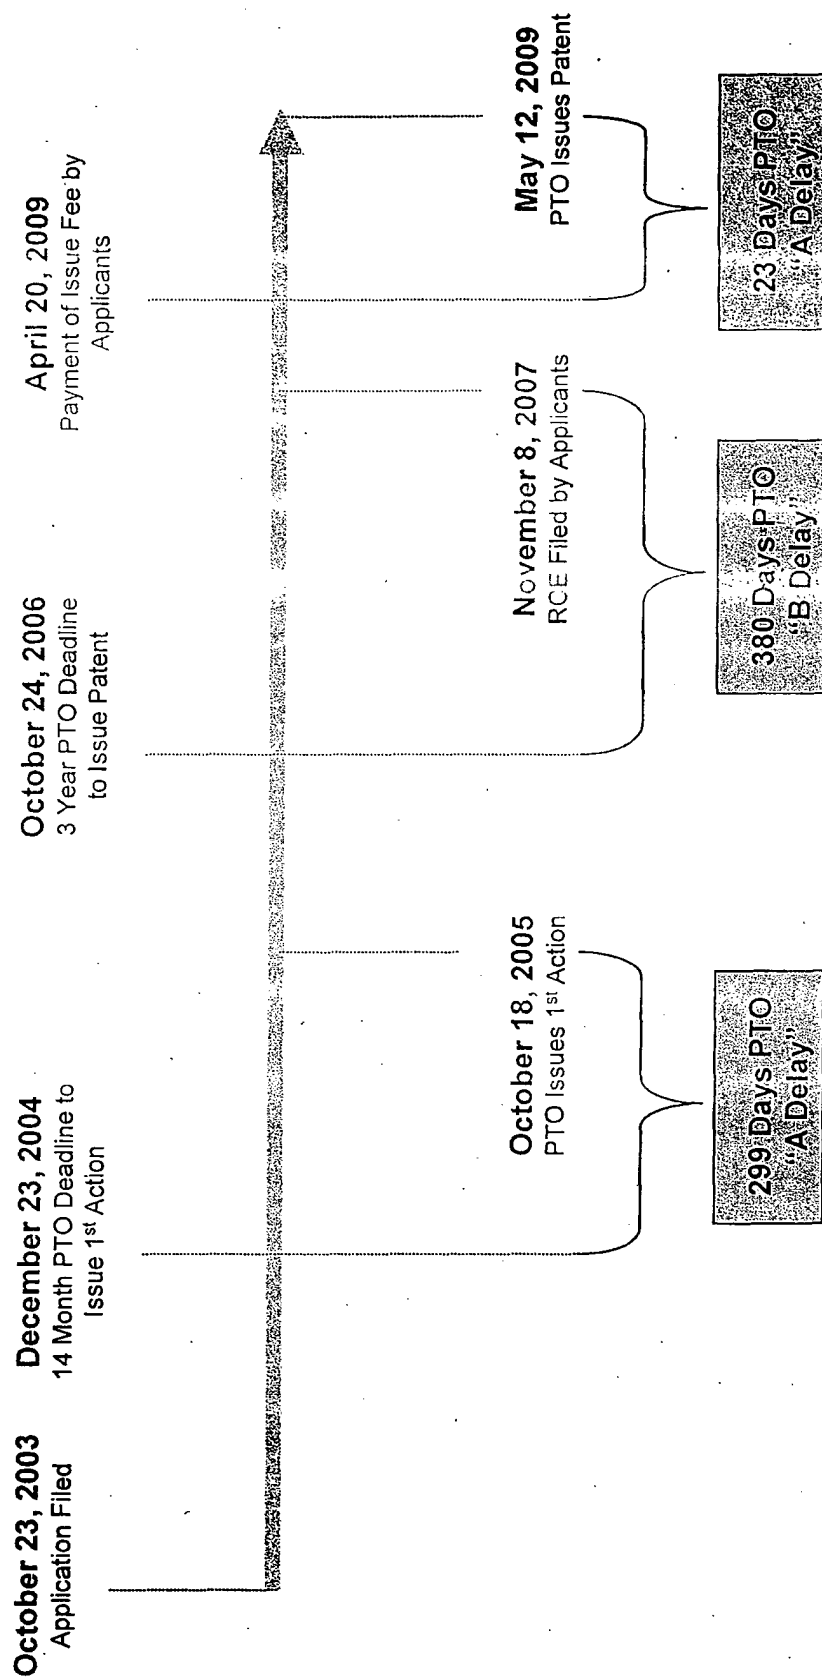 October 23, 2003
Application Filed
December 23, 2004
14 Month PTO Deadline to
Issue 1st Action
October 24, 2006
3 Year PTO Deadline
to Issue Patent
April 20, 2009
Payment of Issue Fee by
Applicants
October 18, 2005
PTO Issues 1st Action
November 8, 2007
RCE Filed by Applicants
May 12, 2009
PTO Issues Patent
299 Days PTO
"A Delay"
380 Days PTO
"B Delay"
23 Days PTO
"A Delay"